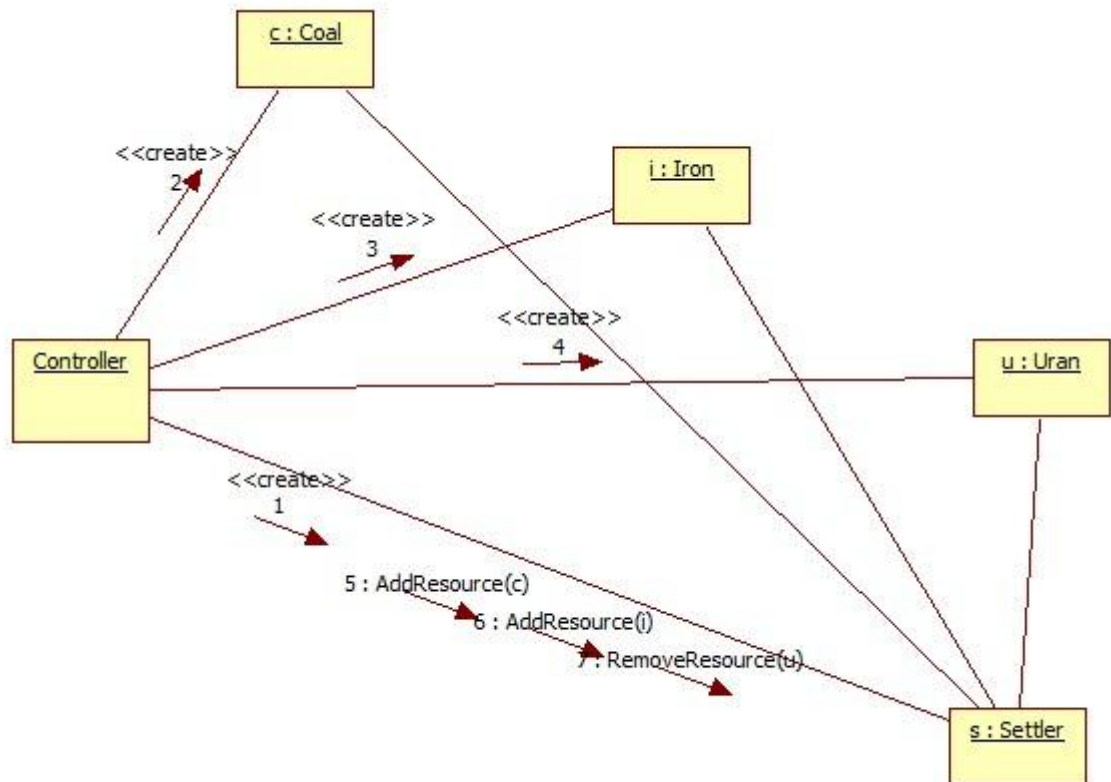 c : Coal
<<create>>
2
i : Iron
<<create>>
3
<<create>>
4
Controller
u : Uran
<<create>>
1
5 : AddResource(c)
6 : AddResource(i)
7 : RemoveResource(u)
s : Settler